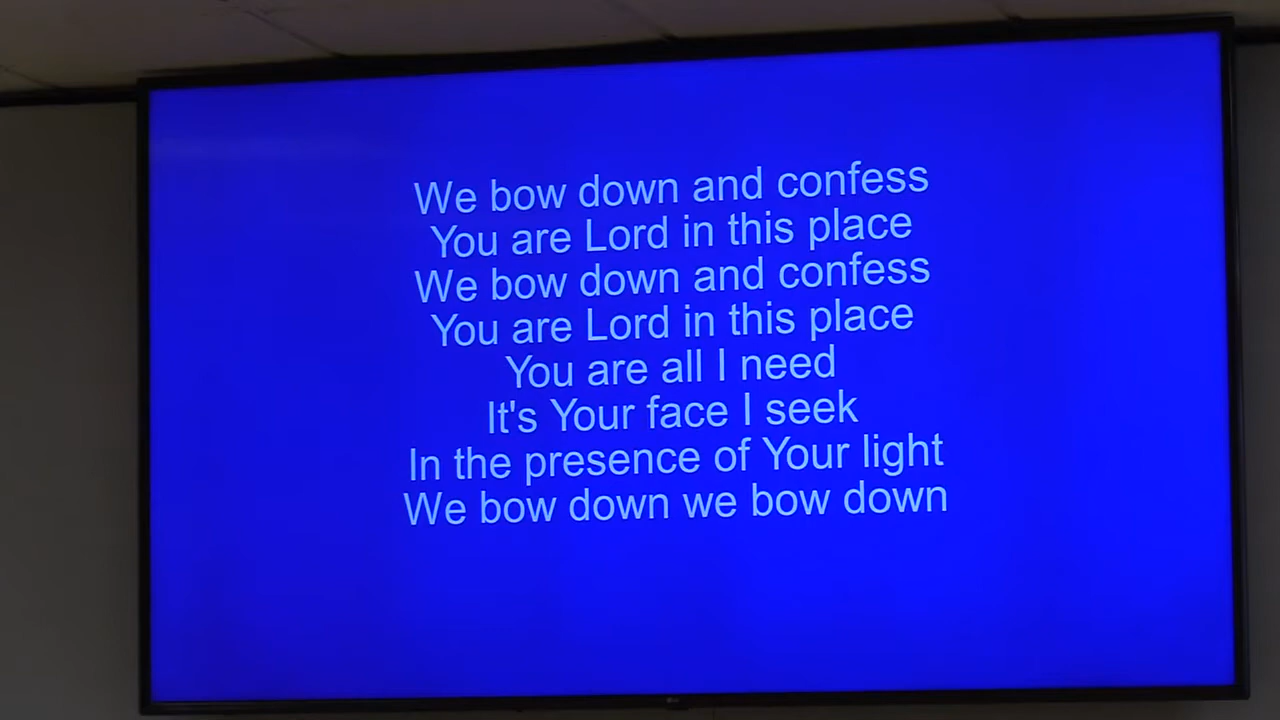 We bow down and confess
You are Lord in this place
We bow down and confess
You are Lord in this place
You are all I need
It's Your face I seek
In the presence of Your light
We bow down we bow down